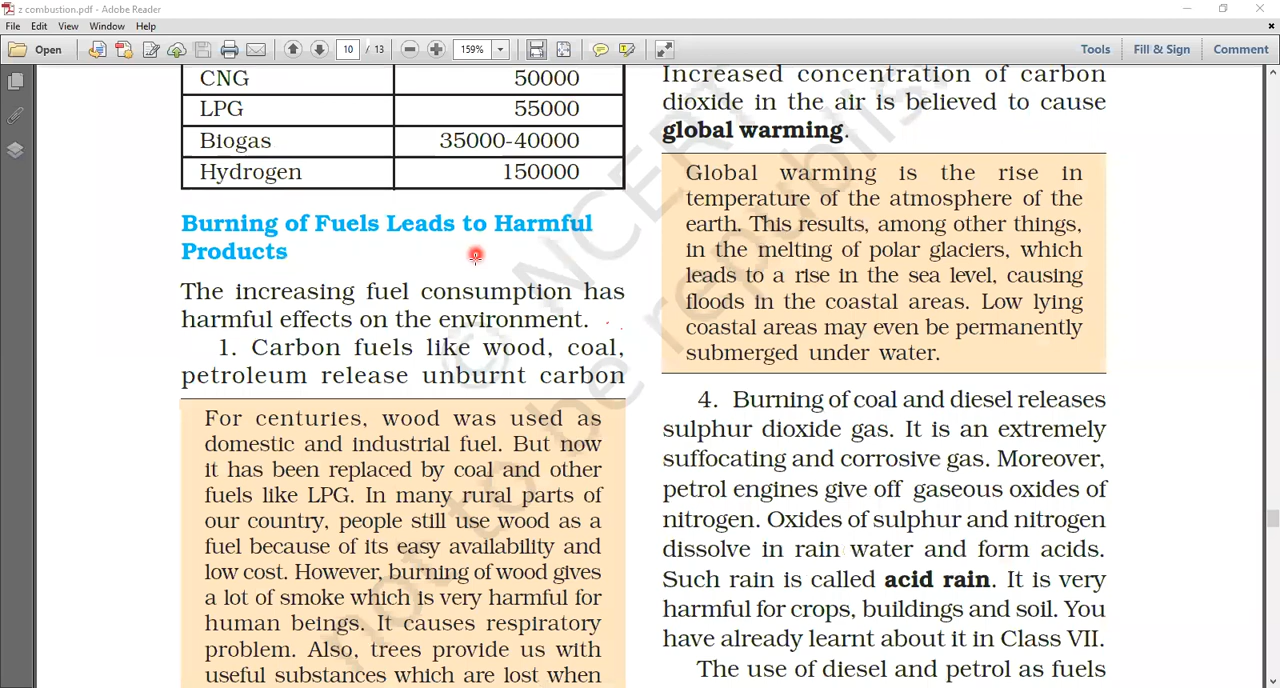 z combustion.pdf - Adobe Reader
File Edit View Window Help
Open
10 / 13
159%
Tools Fill & Sign Comment
CNG 50000
LPG 55000
Biogas 35000-40000
Hydrogen 150000
Burning of Fuels Leads to Harmful
Products
The increasing fuel consumption has
harmful effects on the environment.
1. Carbon fuels like wood, coal,
petroleum release unburnt carbon
For centuries, wood was used as
domestic and industrial fuel. But now
it has been replaced by coal and other
fuels like LPG. In many rural parts of
our country, people still use wood as a
fuel because of its easy availability and
low cost. However, burning of wood gives
a lot of smoke which is very harmful for
human beings. It causes respiratory
problem. Also, trees provide us with
useful substances which are lost when
Increased concentration of carbon
dioxide in the air is believed to cause
global warming.
Global warming is the rise in
temperature of the atmosphere of the
earth. This results, among other things,
in the melting of polar glaciers, which
leads to a rise in the sea level, causing
floods in the coastal areas. Low lying
coastal areas may even be permanently
submerged under water.
4. Burning of coal and diesel releases
sulphur dioxide gas. It is an extremely
suffocating and corrosive gas. Moreover,
petrol engines give off gaseous oxides of
nitrogen. Oxides of sulphur and nitrogen
dissolve in rain water and form acids.
Such rain is called acid rain. It is very
harmful for crops, buildings and soil. You
have already learnt about it in Class VII.
The use of diesel and petrol as fuels
© NCERT
not to be republis